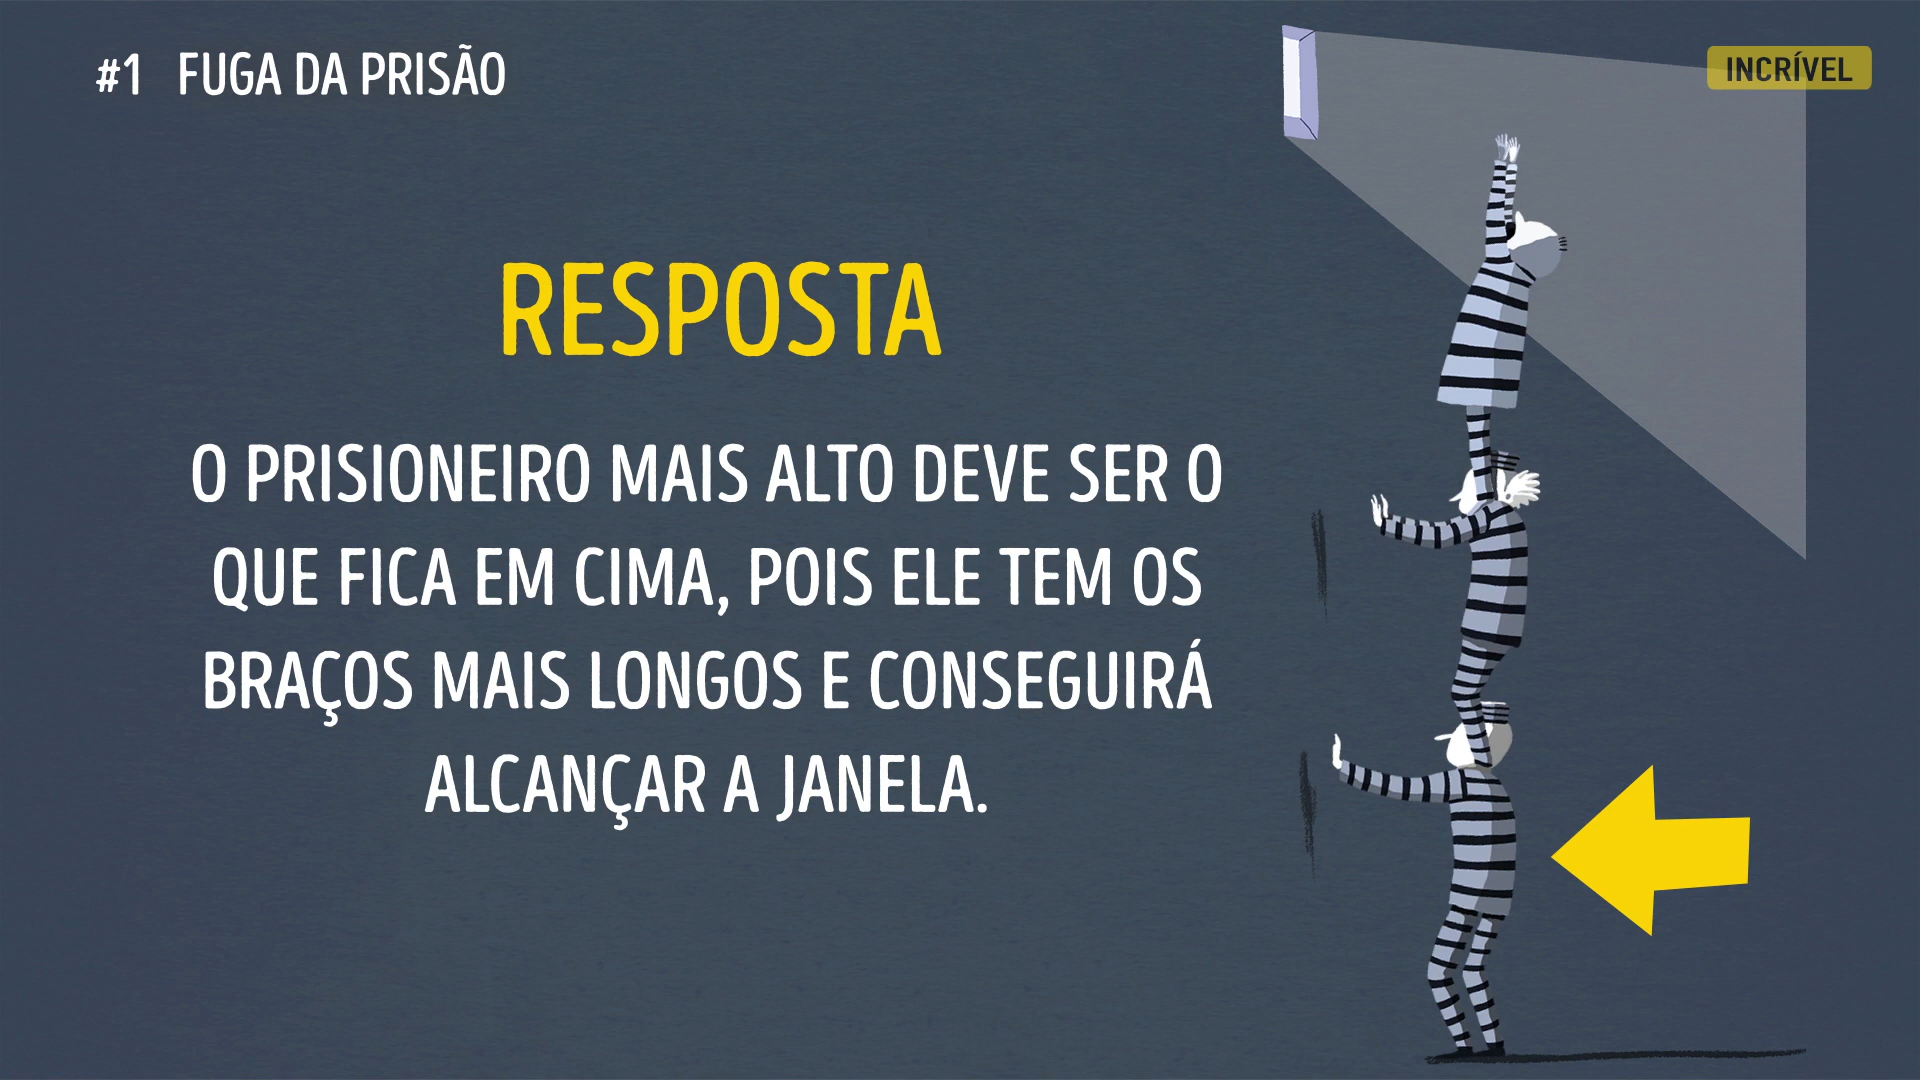 #1 FUGA DA PRISÃO
INCRÍVEL
RESPOSTA
O PRISIONEIRO MAIS ALTO DEVE SER O
QUE FICA EM CIMA, POIS ELE TEM OS
BRAÇOS MAIS LONGOS E CONSEGUIRÁ
ALCANÇAR A JANELA.